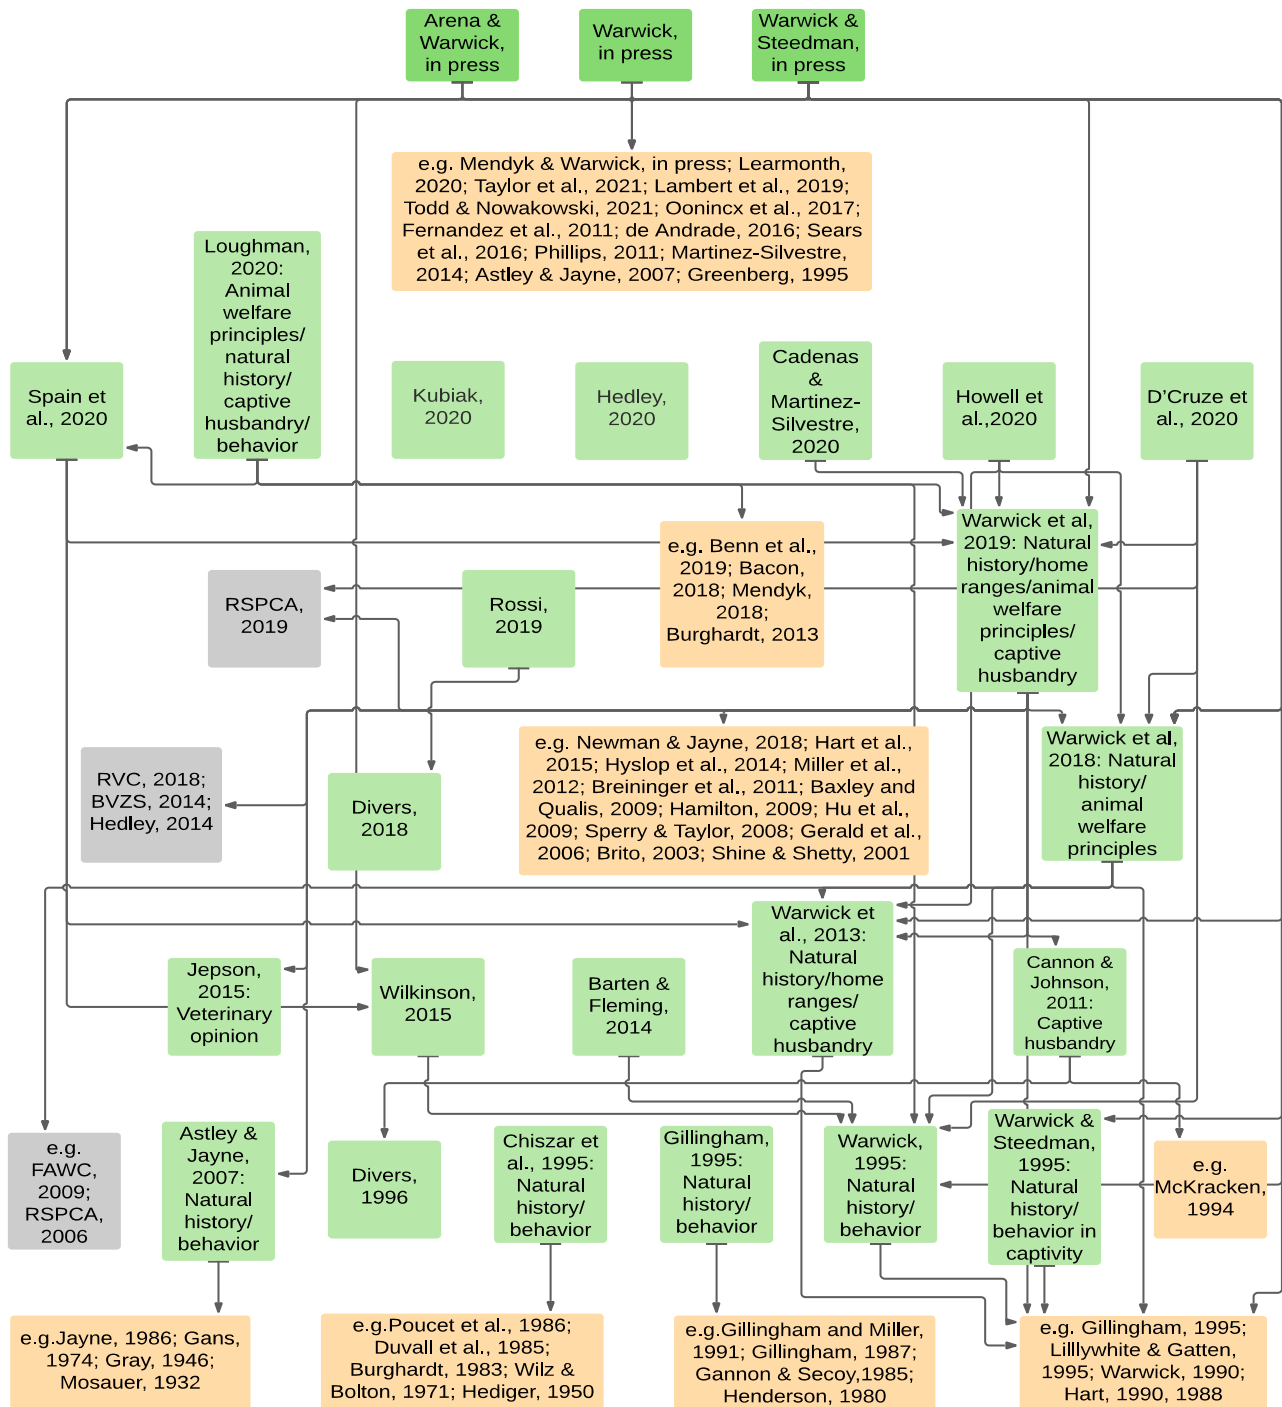 Arena &
Warwick,
in press
Warwick,
in press
Warwick &
Steedman,
in press
e.g. Mendyk & Warwick, in press; Learmonth,
2020; Taylor et al., 2021; Lambert et al., 2019;
Todd & Nowakowski, 2021; Oonincx et al., 2017;
Fernandez et al., 2011; de Andrade, 2016; Sears
et al., 2016; Phillips, 2011; Martinez-Silvestre,
2014; Astley & Jayne, 2007; Greenberg, 1995
Loughman,
2020:
Animal
welfare
principles/
natural
history/
captive
husbandry/
behavior
Spain et
al., 2020
Kubiak,
2020
Hedley,
2020
Cadenas
&
Martinez-
Silvestre,
2020
Howell et
al.,2020
D'Cruze et
al., 2020
Warwick et al,
2019: Natural
history/home
ranges/animal
welfare
principles/
captive
husbandry
e.g. Benn et al.,
2019; Bacon,
2018; Mendyk,
2018;
Burghardt, 2013
RSPCA,
2019
Rossi,
2019
Warwick et al,
2018: Natural
history/
animal
welfare
principles
e.g. Newman & Jayne, 2018; Hart et al.,
2015; Hyslop et al., 2014; Miller et al.,
2012; Breininger et al., 2011; Baxley and
Qualis, 2009; Hamilton, 2009; Hu et al.,
2009; Sperry & Taylor, 2008; Gerald et al.,
2006; Brito, 2003; Shine & Shetty, 2001
RVC, 2018;
BVZS, 2014;
Hedley, 2014
Divers,
2018
Warwick et
al., 2013:
Natural
history/home
ranges/
captive
husbandry
Jepson,
2015:
Veterinary
opinion
Wilkinson,
2015
Barten &
Fleming,
2014
Cannon &
Johnson,
2011:
Captive
husbandry
e.g.
FAWC,
2009;
RSPCA,
2006
Astley &
Jayne,
2007:
Natural
history/
behavior
Divers,
1996
Chiszar et
al., 1995:
Natural
history/
behavior
Gillingham,
1995:
Natural
history/
behavior
Warwick,
1995:
Natural
history/
behavior
Warwick &
Steedman,
1995:
Natural
history/
behavior in
captivity
e.g.
McKracken,
1994
e.g.Jayne, 1986; Gans,
1974; Gray, 1946;
Mosauer, 1932
e.g.Poucet et al., 1986;
Duvall et al., 1985;
Burghardt, 1983; Wilz &
Bolton, 1971; Hediger, 1950
e.g.Gillingham and Miller,
1991; Gillingham, 1987;
Gannon & Secoy,1985;
Henderson, 1980
e.g. Gillingham, 1995;
Lilllywhite & Gatten,
1995; Warwick, 1990;
Hart, 1990, 1988